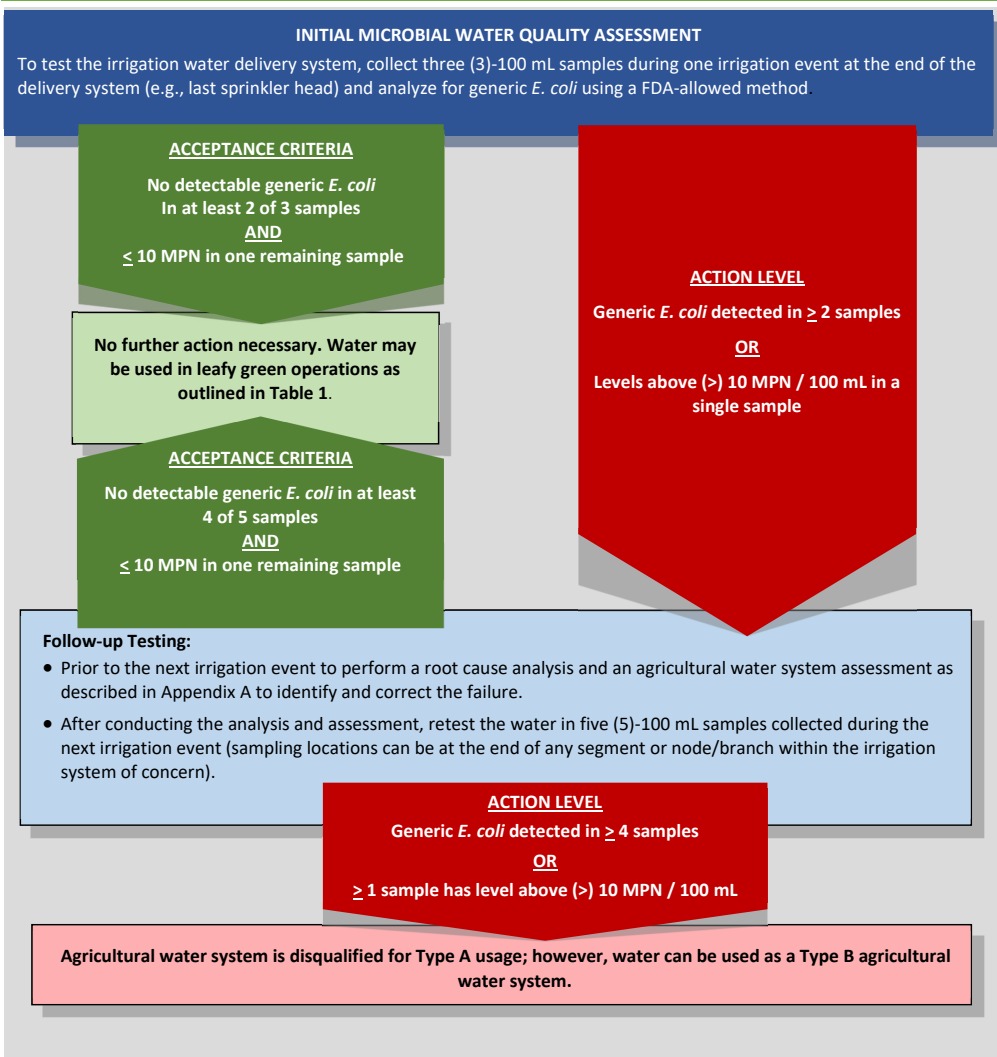 INITIAL MICROBIAL WATER QUALITY ASSESSMENT
To test the irrigation water delivery system, collect three (3)-100 mL samples during one irrigation event at the end of the
delivery system (e.g., last sprinkler head) and analyze for generic E. coli using a FDA-allowed method.
ACCEPTANCE CRITERIA
No detectable generic E. coli
In at least 2 of 3 samples
AND
≤ 10 MPN in one remaining sample
No further action necessary. Water may
be used in leafy green operations as
outlined in Table 1.
ACCEPTANCE CRITERIA
No detectable generic E. coli in at least
4 of 5 samples
AND
≤ 10 MPN in one remaining sample
ACTION LEVEL
Generic E. coli detected in ≥ 2 samples
OR
Levels above (>) 10 MPN / 100 mL in a
single sample
Follow-up Testing:
• Prior to the next irrigation event to perform a root cause analysis and an agricultural water system assessment as
described in Appendix A to identify and correct the failure.
• After conducting the analysis and assessment, retest the water in five (5)-100 mL samples collected during the
next irrigation event (sampling locations can be at the end of any segment or node/branch within the irrigation
system of concern).
ACTION LEVEL
Generic E. coli detected in ≥ 4 samples
OR
≥ 1 sample has level above (>) 10 MPN / 100 mL
Agricultural water system is disqualified for Type A usage; however, water can be used as a Type B agricultural
water system.